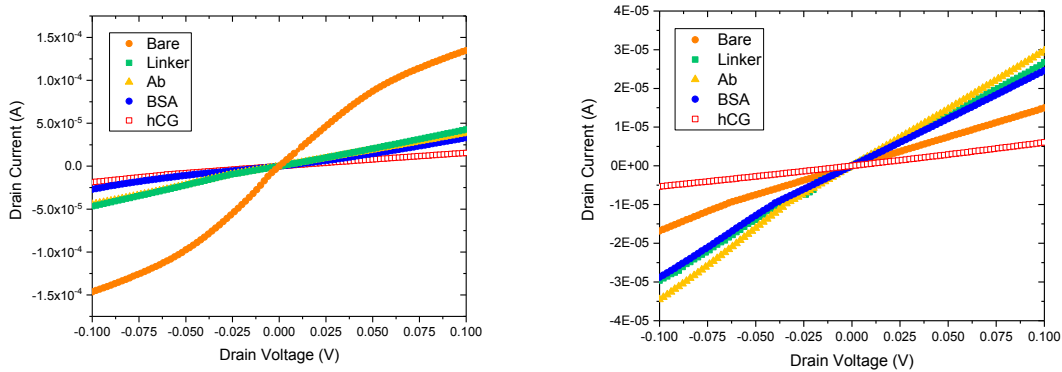 1.5x10⁻⁴
1.0x10⁻⁴
5.0x10⁻⁵
0.0
-5.0x10⁻⁵
-1.0x10⁻⁴
-1.5x10⁻⁴
Drain Current (A)
Bare
Linker
Ab
BSA
hCG
-0.100 -0.075 -0.050 -0.025 0.000 0.025 0.050 0.075 0.100
Drain Voltage (V)
4E-05
3E-05
2E-05
1E-05
0E+00
-1E-05
-2E-05
-3E-05
-4E-05
Drain Current (A)
Bare
Linker
Ab
BSA
hCG
-0.100 -0.075 -0.050 -0.025 0.000 0.025 0.050 0.075 0.100
Drain Voltage (V)